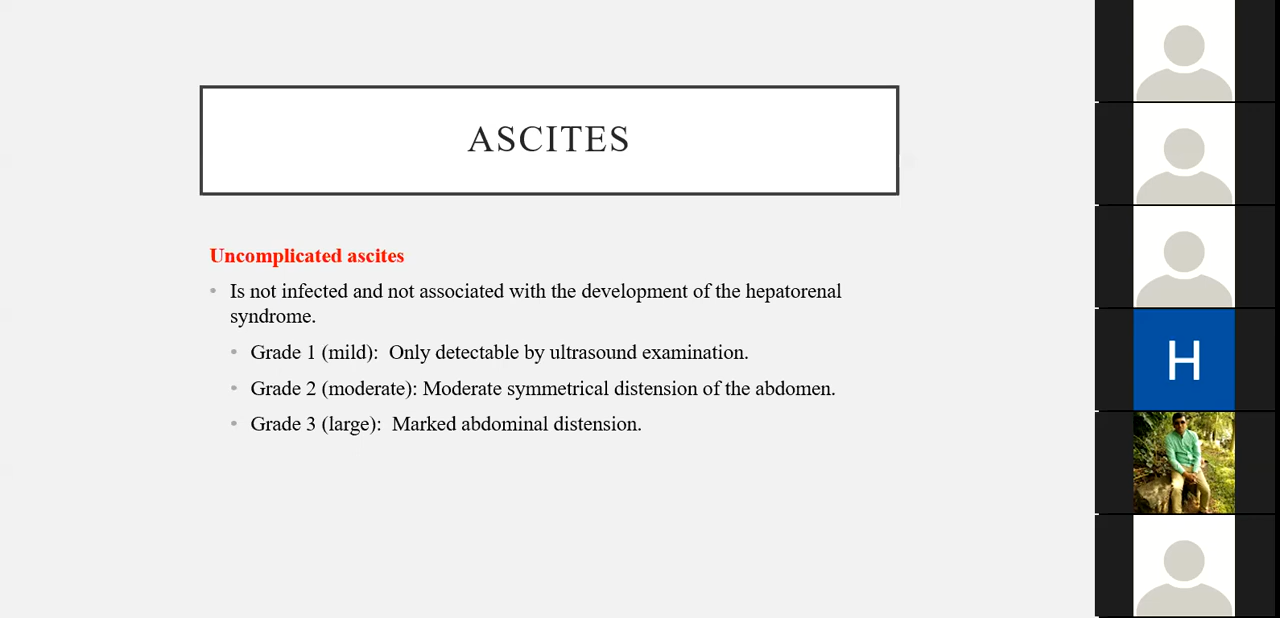 ASCITES
Uncomplicated ascites
• Is not infected and not associated with the development of the hepatorenal
syndrome.
• Grade 1 (mild):  Only detectable by ultrasound examination.
• Grade 2 (moderate): Moderate symmetrical distension of the abdomen.
• Grade 3 (large):  Marked abdominal distension.
H